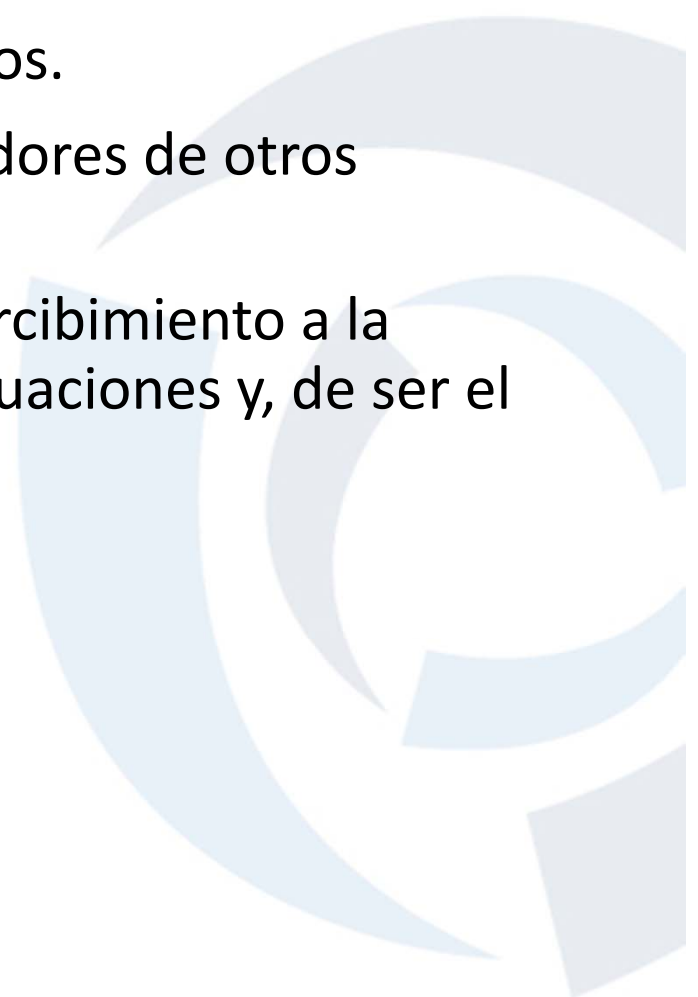 os.
dores de otros
rcibimiento a la
uaciones y, de ser el